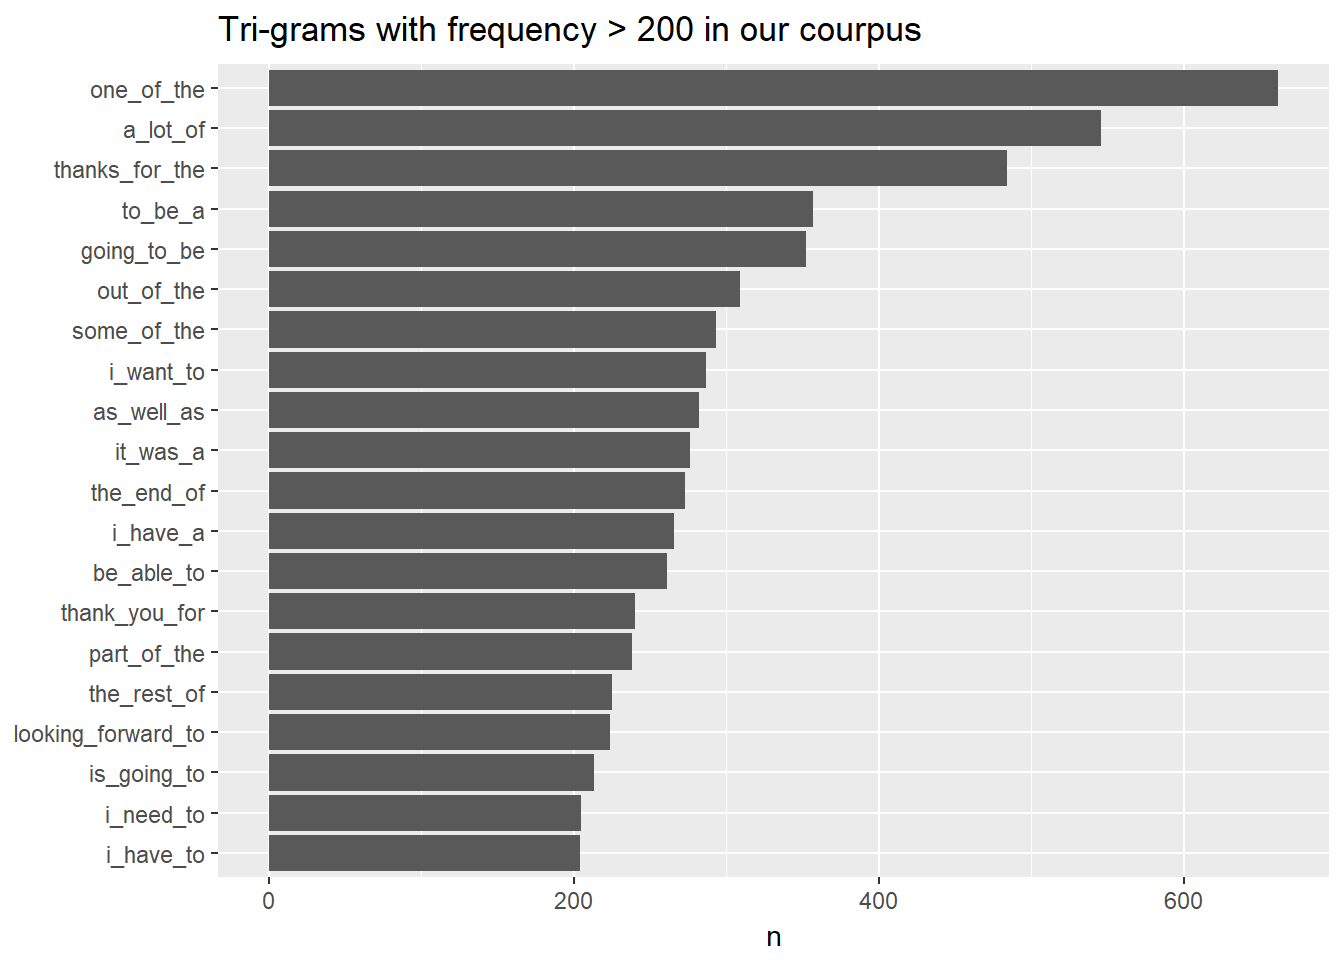 Tri-grams with frequency > 200 in our courpus
one_of_the
a_lot_of
thanks_for_the
to_be_a
going_to_be
out_of_the
some_of_the
i_want_to
as_well_as
it_was_a
the_end_of
i_have_a
be_able_to
thank_you_for
part_of_the
the_rest_of
looking_forward_to
is_going_to
i_need_to
i_have_to
0 200 400 600
n